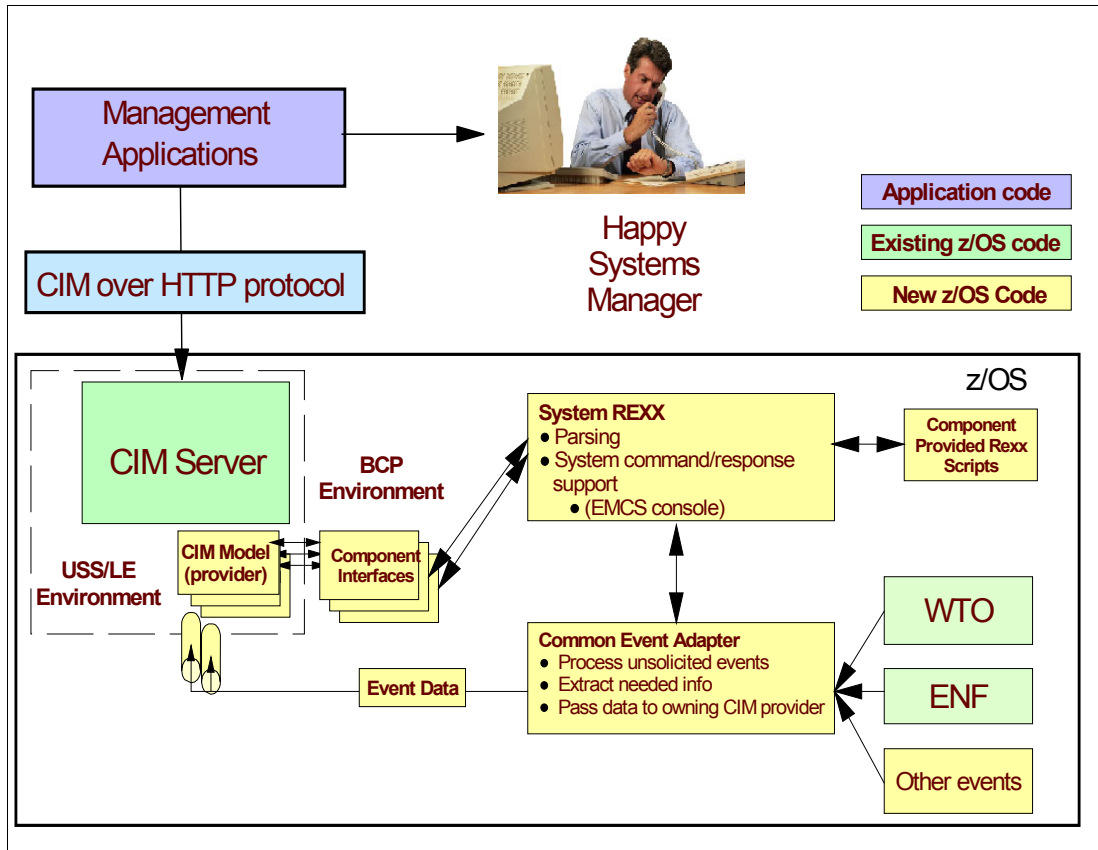 Management
Applications
Happy
Systems
Manager
Application code
Existing z/OS code
New z/OS Code
CIM over HTTP protocol
z/OS
CIM Server
BCP
Environment
USS/LE
Environment
CIM Model
(provider)
Component
Interfaces
System REXX
● Parsing
● System command/response
support
● (EMCS console)
Component
Provided Rexx
Scripts
Common Event Adapter
● Process unsolicited events
● Extract needed info
● Pass data to owning CIM provider
Event Data
WTO
ENF
Other events